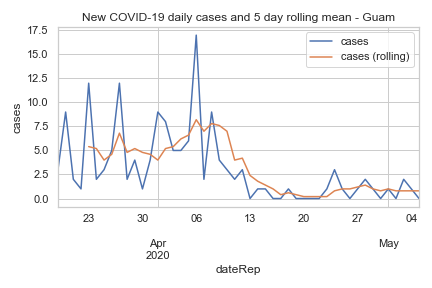 New COVID-19 daily cases and 5 day rolling mean - Guam
17.5
15.0
12.5
10.0
7.5
5.0
2.5
0.0
cases
cases
cases (rolling)
23
30
06
13
20
27
04
Apr
2020
May
dateRep